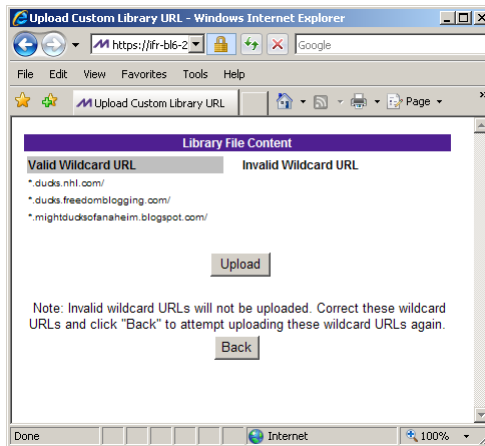 Upload Custom Library URL - Windows Internet Explorer
https://ifr-bl6-2
Google
File Edit View Favorites Tools Help
Upload Custom Library URL
Page
Library File Content
Valid Wildcard URL Invalid Wildcard URL
*.ducks.nhl.com/
*.ducks.freedomblogging.com/
*.mightducksofanaheim.blogspot.com/
Upload
Note: Invalid wildcard URLs will not be uploaded. Correct these wildcard
URLs and click "Back" to attempt uploading these wildcard URLs again.
Back
Done Internet 100%